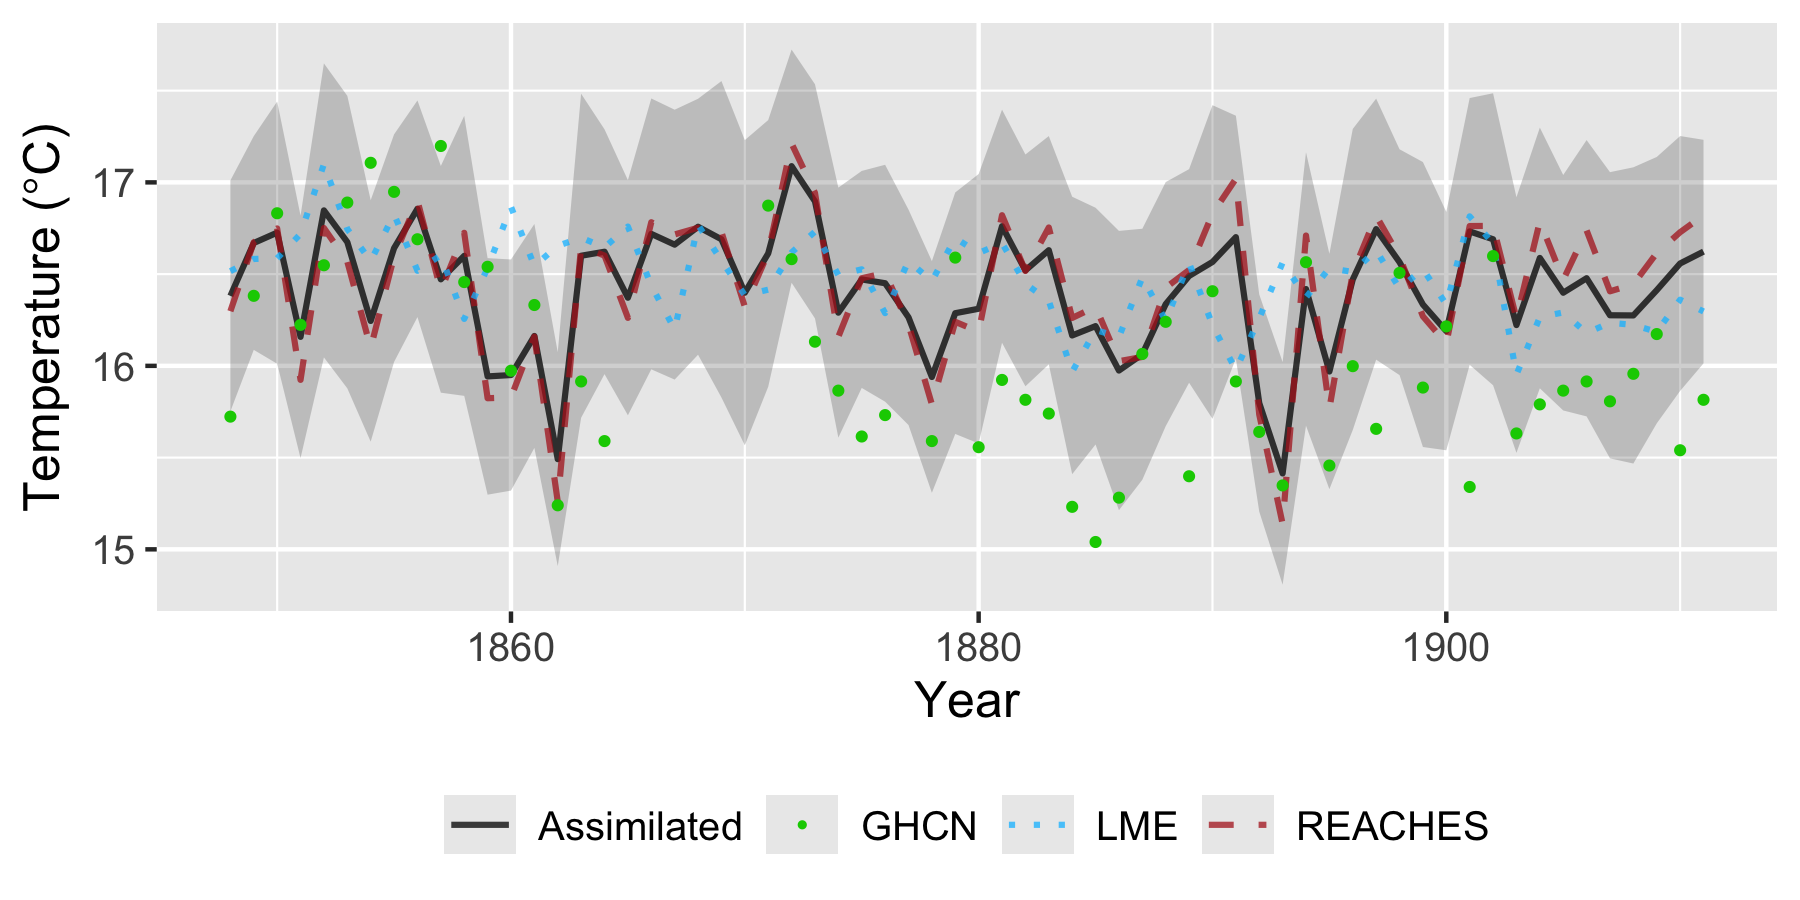 Temperature (°C)
17
16
15
1860 1880 1900
Year
Assimilated GHCN LME REACHES